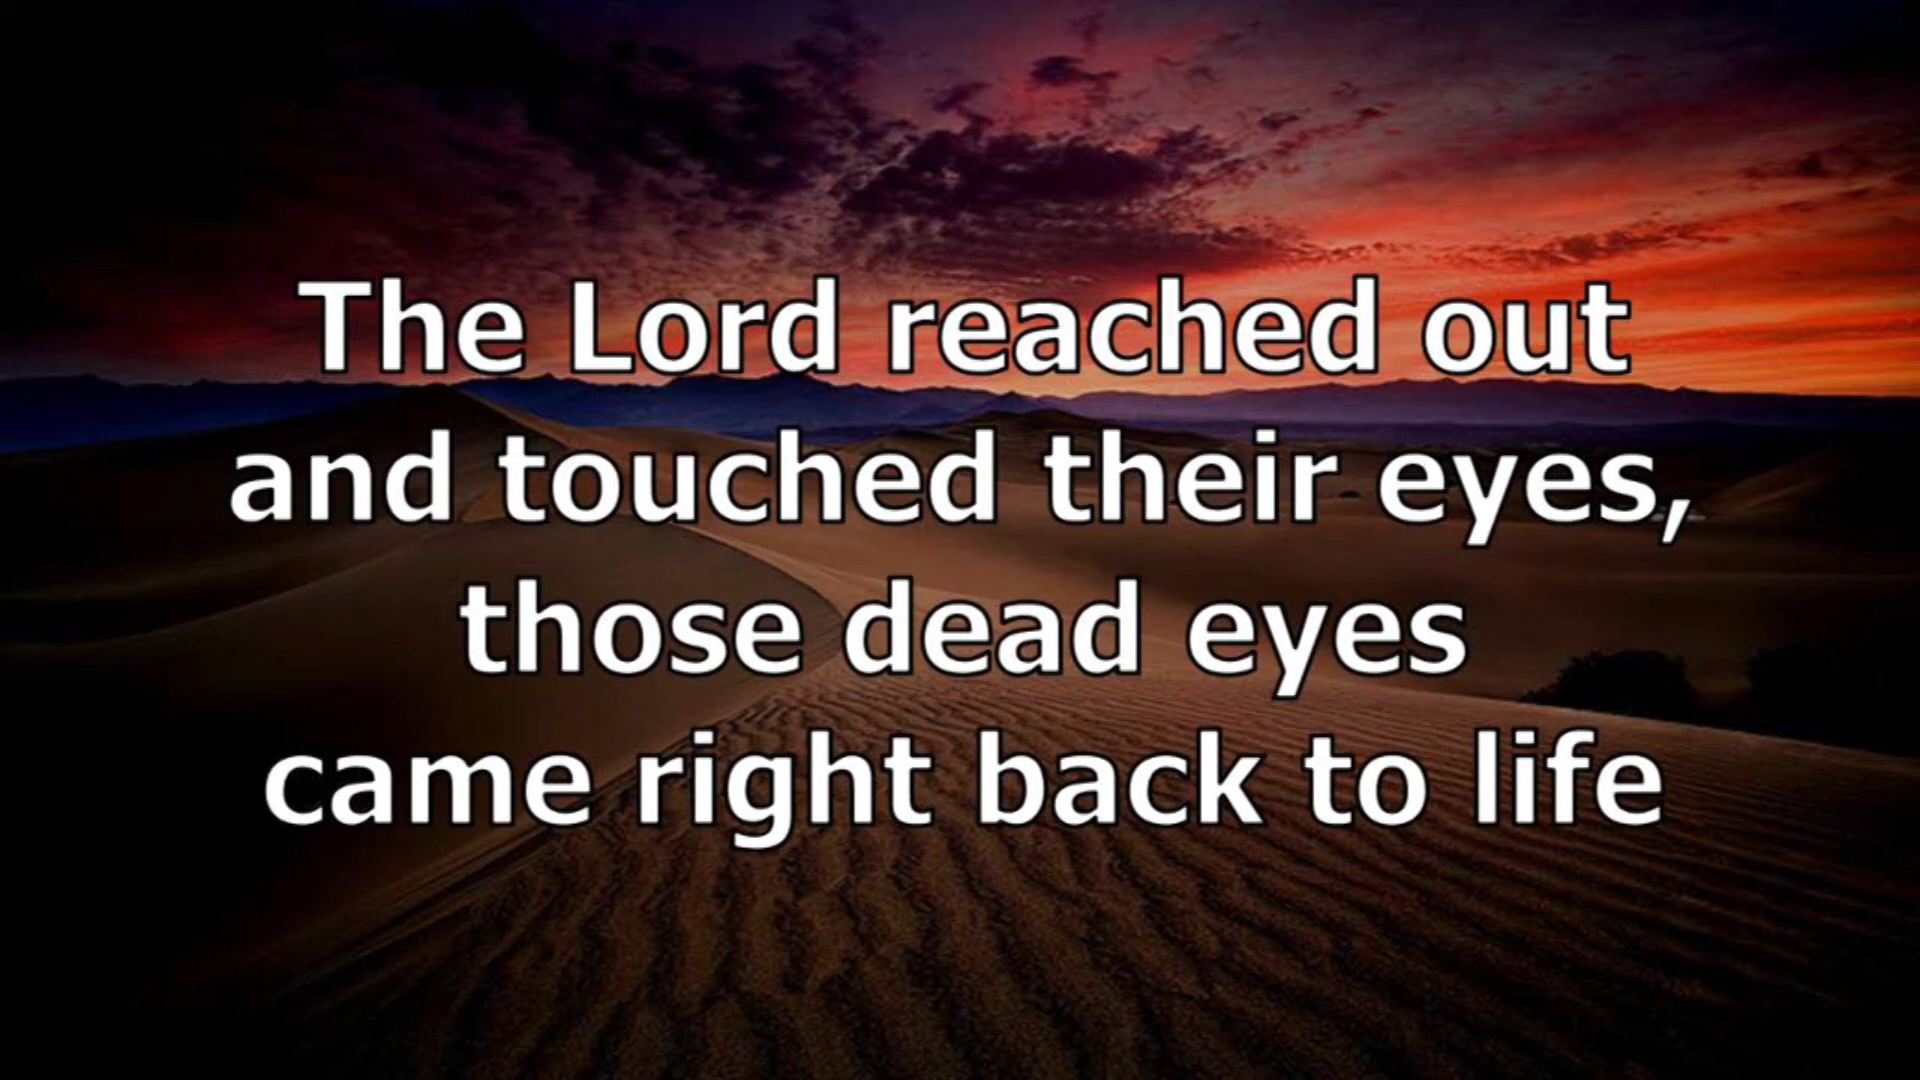 The Lord reached out
and touched their eyes,
those dead eyes
came right back to life